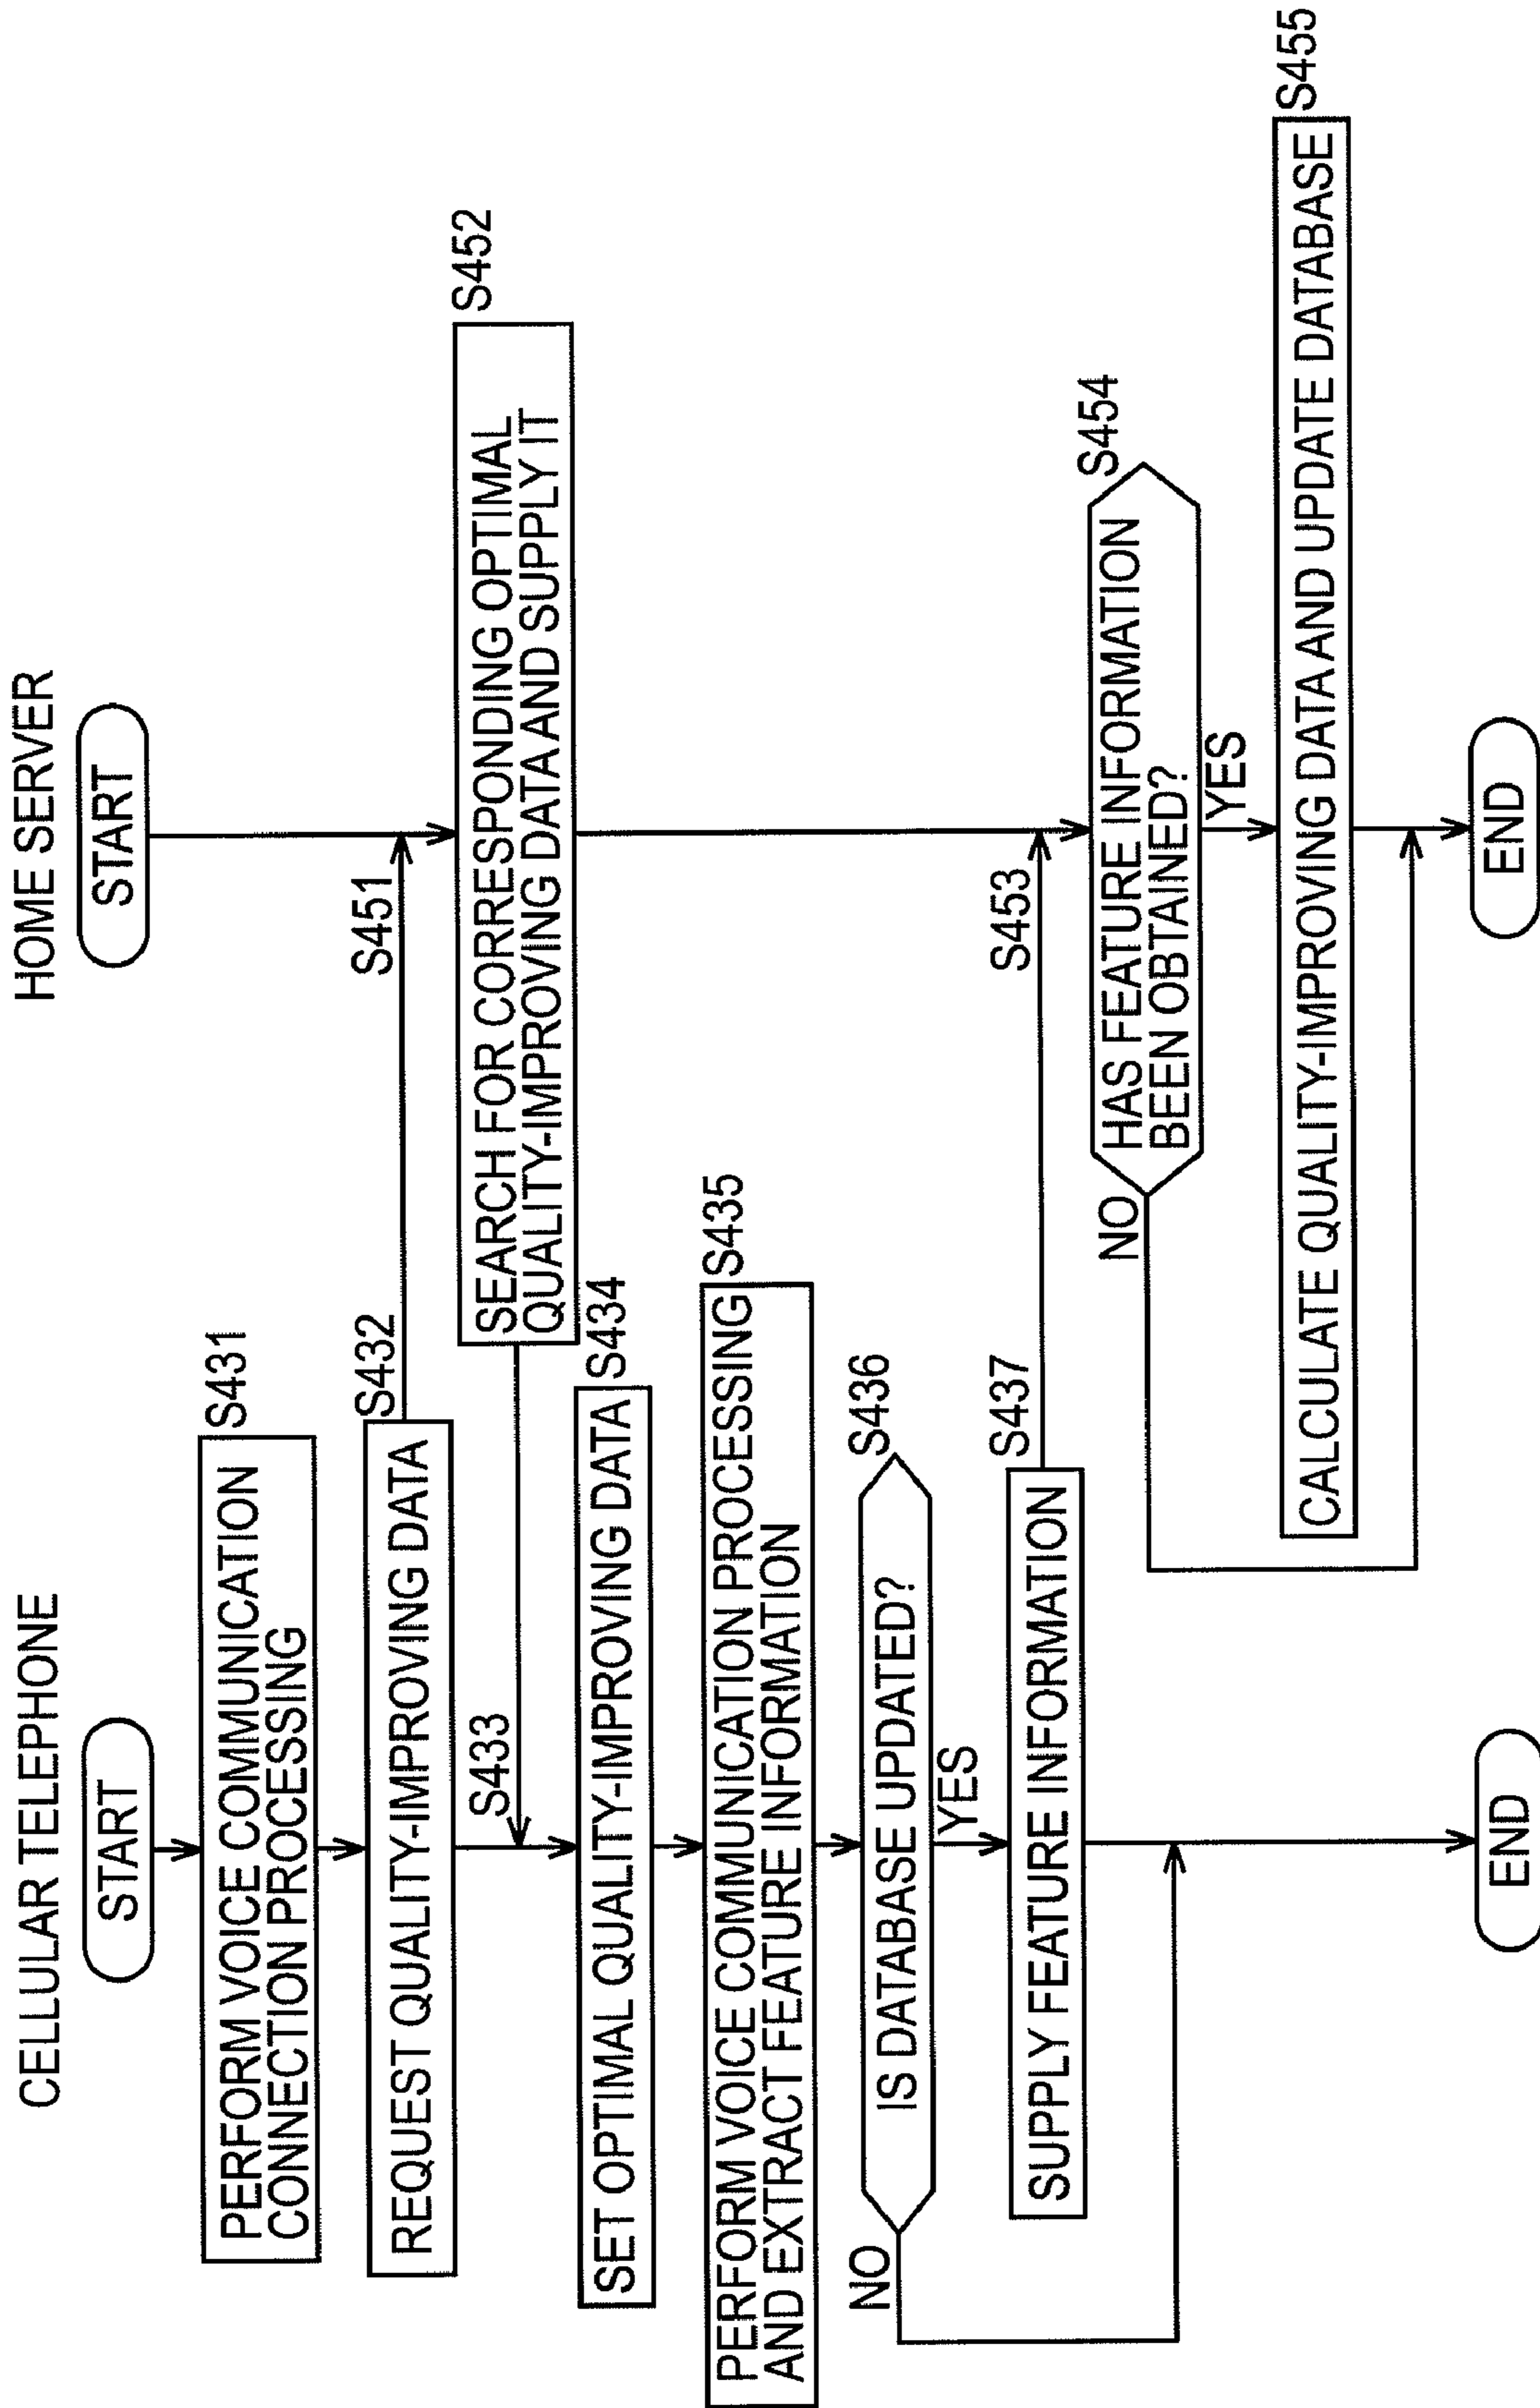 CELLULAR TELEPHONE
START
PERFORM VOICE COMMUNICATION
CONNECTION PROCESSING
S431
REQUEST QUALITY-IMPROVING DATA
S432
S433
SET OPTIMAL QUALITY-IMPROVING DATA
S434
PERFORM VOICE COMMUNICATION PROCESSING
AND EXTRACT FEATURE INFORMATION
S435
IS DATABASE UPDATED?
S436
NO
YES
SUPPLY FEATURE INFORMATION
S437
END
HOME SERVER
START
S451
SEARCH FOR CORRESPONDING OPTIMAL
QUALITY-IMPROVING DATA AND SUPPLY IT
S452
S453
HAS FEATURE INFORMATION
BEEN OBTAINED?
S454
NO
YES
CALCULATE QUALITY-IMPROVING DATA AND UPDATE DATABASE
S455
END